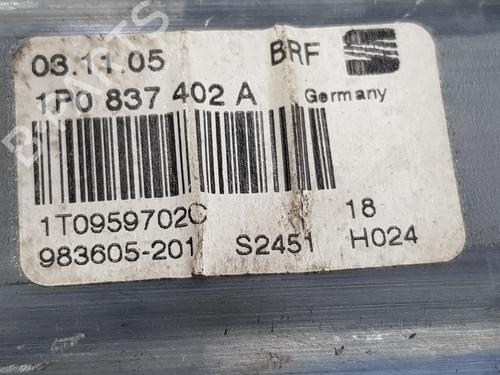 03.11.05 BRF
1P0 837 402 A Germany
1T0959702C 18
983605-201 S2451 H024